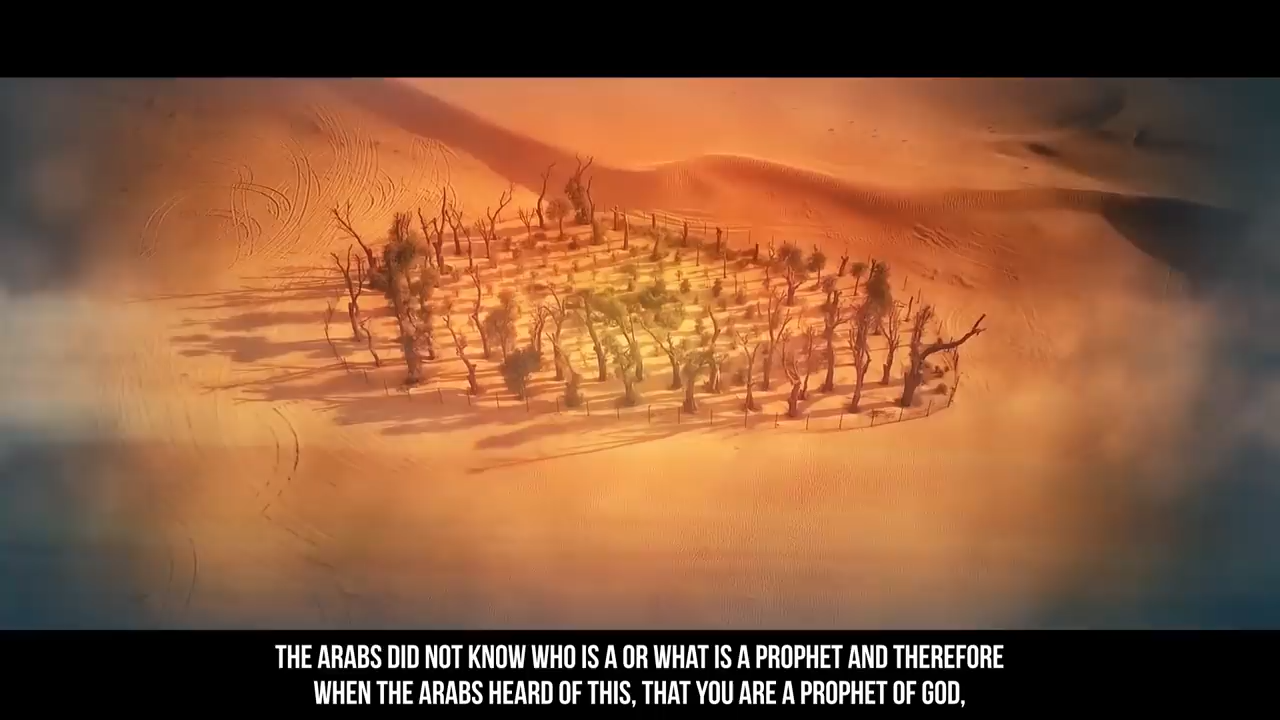 THE ARABS DID NOT KNOW WHO IS A OR WHAT IS A PROPHET AND THEREFORE
WHEN THE ARABS HEARD OF THIS, THAT YOU ARE A PROPHET OF GOD,